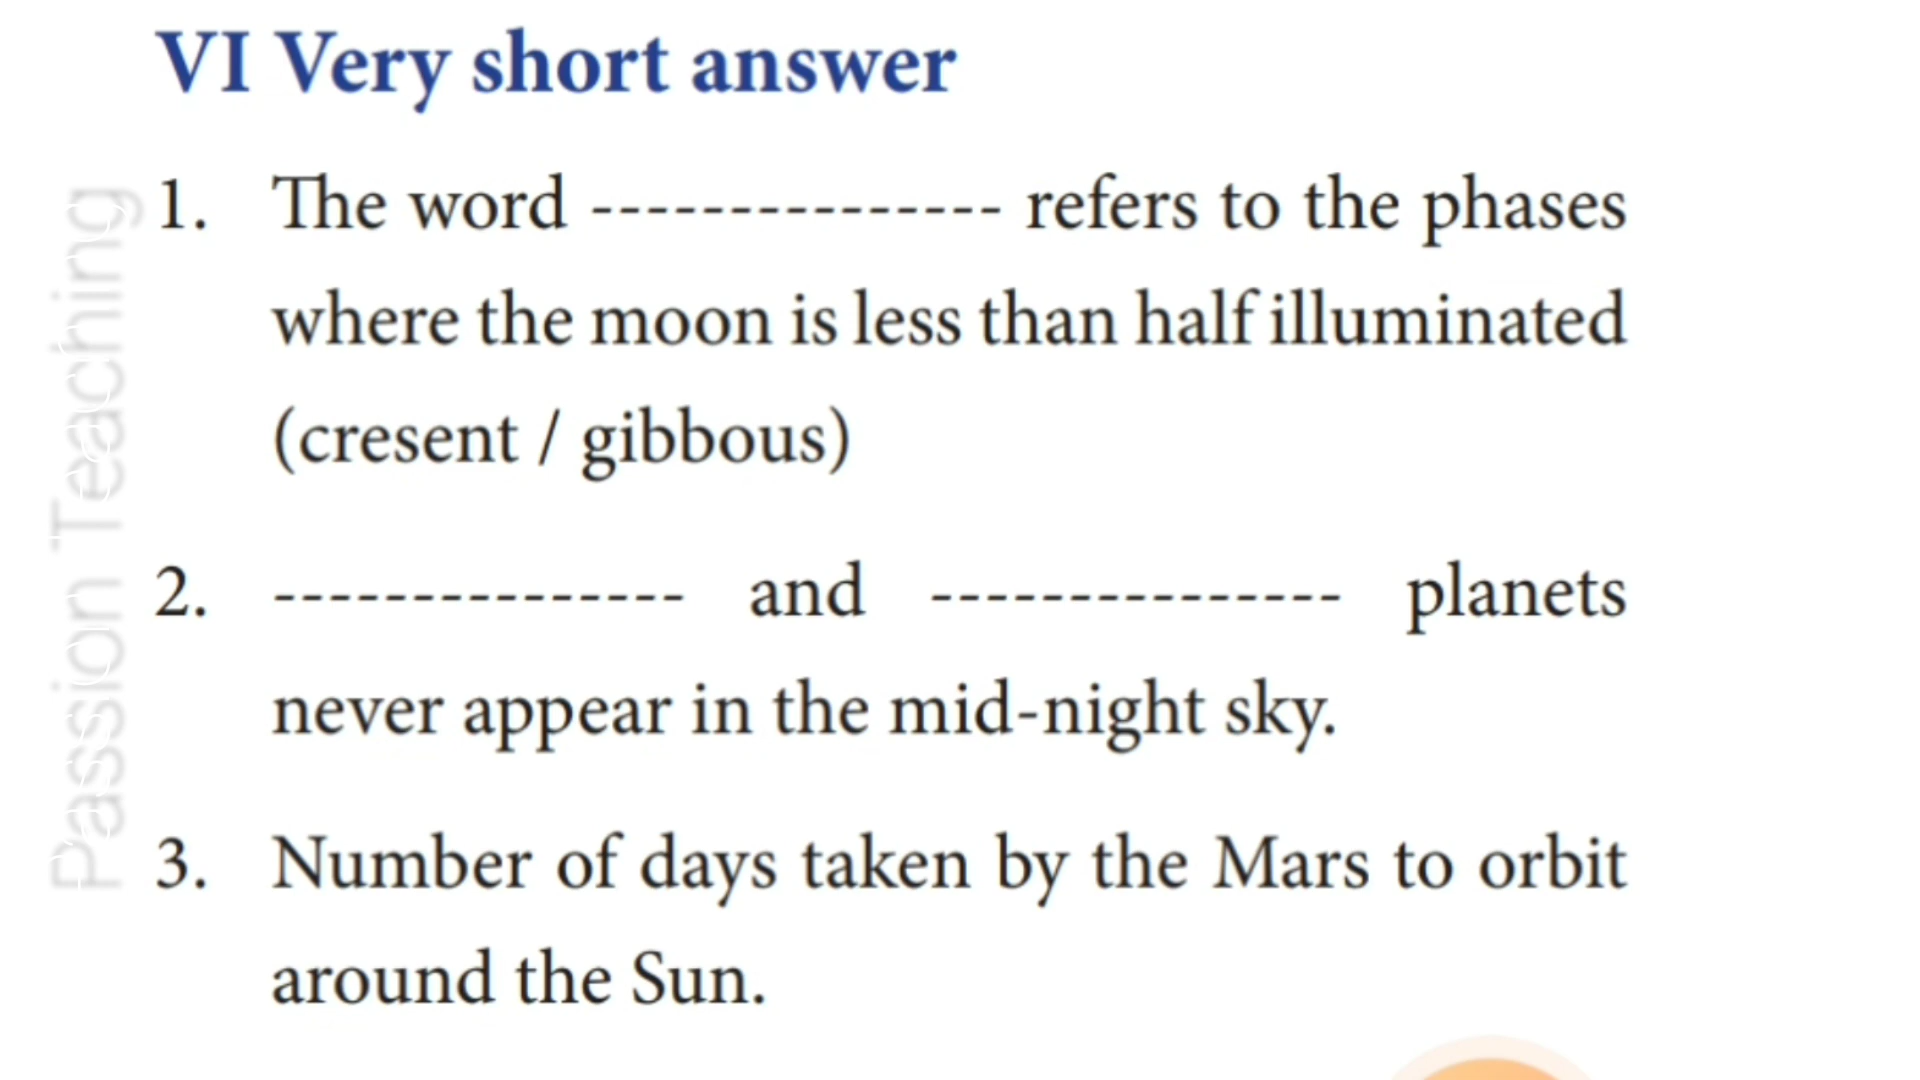 VI Very short answer
1. The word --------------- refers to the phases
where the moon is less than half illuminated
(cresent / gibbous)
2. --------------- and --------------- planets
never appear in the mid-night sky.
3. Number of days taken by the Mars to orbit
around the Sun.
Passion Teaching